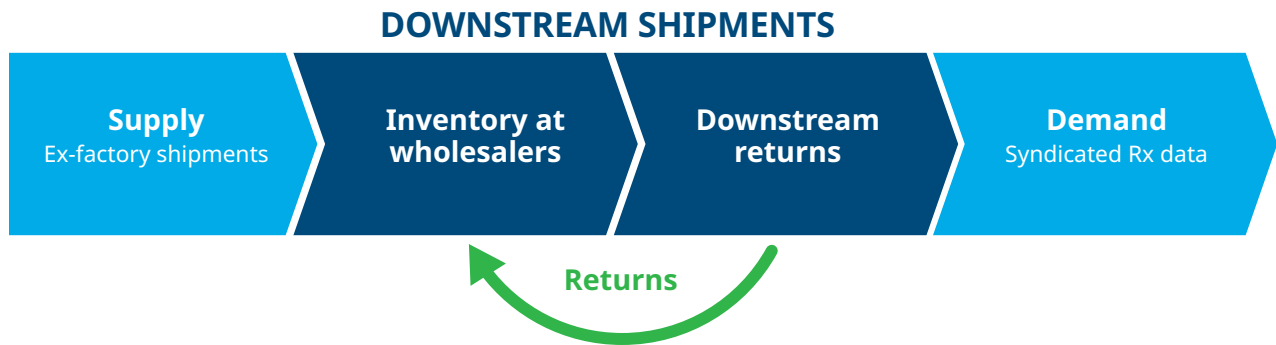 DOWNSTREAM SHIPMENTS
Supply
Ex-factory shipments
Inventory at
wholesalers
Downstream
returns
Demand
Syndicated Rx data
Returns